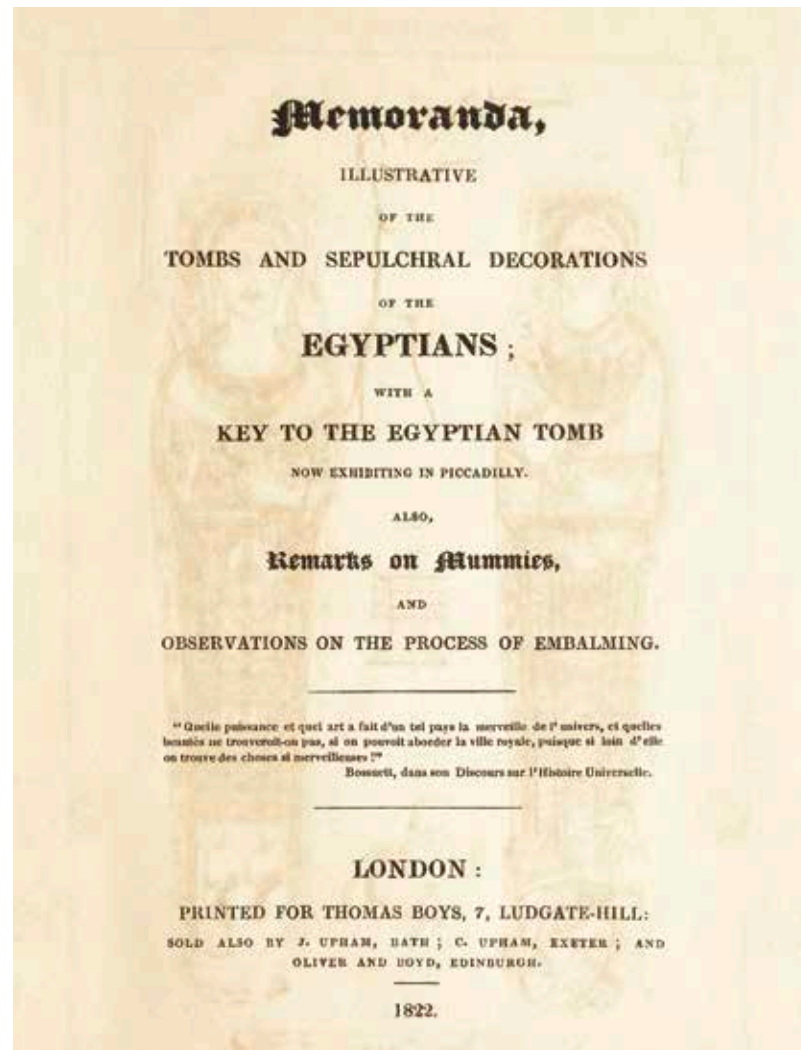 Memoranda,
ILLUSTRATIVE
OF THE
TOMBS AND SEPULCHRAL DECORATIONS
OF THE
EGYPTIANS;
WITH A
KEY TO THE EGYPTIAN TOMB
NOW EXHIBITING IN PICCADILLY.
ALSO,
Remarks on Mummies,
AND
OBSERVATIONS ON THE PROCESS OF EMBALMING.
"Quelle puissance et quel art a fait d'un tel pays la merveille de l'univers, et quelles
beautés ne trouveroit-on pas, si on pouvoit aborder la ville royale, puisque si loin d'elle
on trouve des choses si merveilleuses!"
Bossuett, dans son Discours sur l'Histoire Universelle.
LONDON:
PRINTED FOR THOMAS BOYS, 7, LUDGATE-HILL:
SOLD ALSO BY J. UPHAM, BATH; C. UPHAM, EXETER; AND
OLIVER AND BOYD, EDINBURGH.
1822.